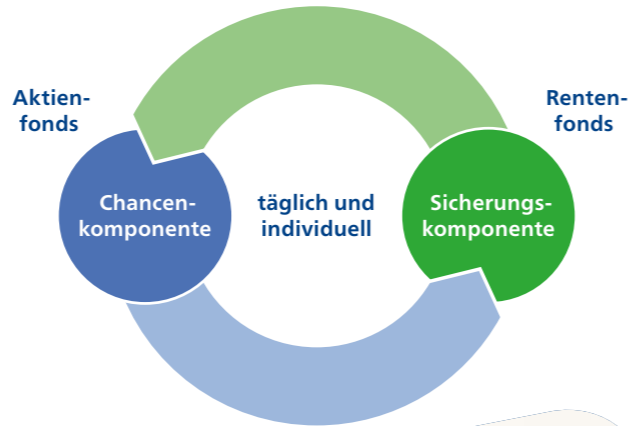 Aktien-
fonds
Renten-
fonds
Chancen-
komponente
täglich und
individuell
Sicherungs-
komponente